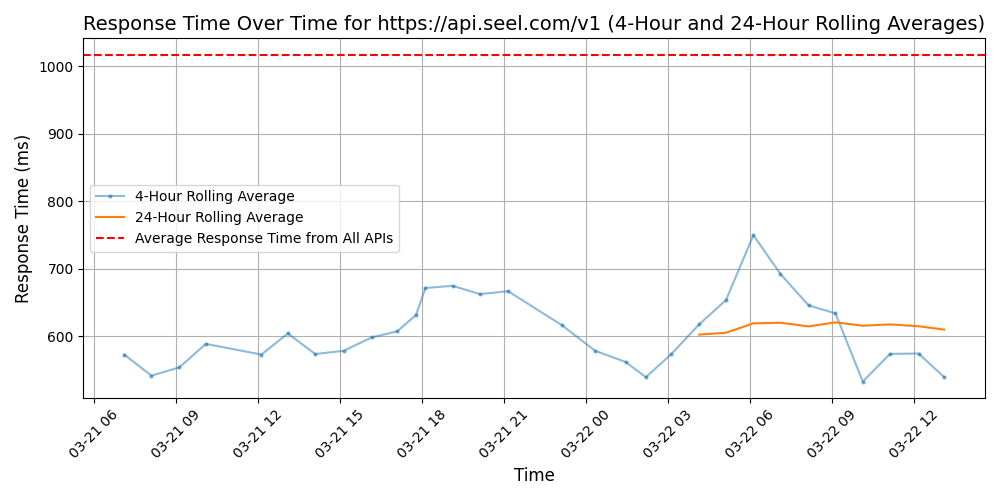 Response Time Over Time for https://api.seel.com/v1 (4-Hour and 24-Hour Rolling Averages)
Response Time (ms)
1000
900
800
700
600
4-Hour Rolling Average
24-Hour Rolling Average
Average Response Time from All APIs
03-21 06
03-21 09
03-21 12
03-21 15
03-21 18
03-21 21
03-22 00
03-22 03
03-22 06
03-22 09
03-22 12
Time